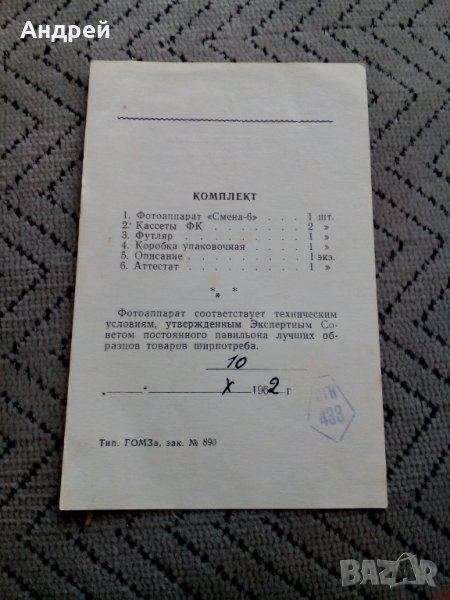 Андрей
КОМПЛЕКТ
1. Фотоаппарат «Смена-6» . . . . 1 шт.
2. Кассеты ФК . . . . . . . 2 »
3. Футляр . . . . . . . . 1 »
4. Коробка упаковочная . . . . 1 »
5. Описание . . . . . . . 1 экз.
6. Аттестат . . . . . . . 1 »
* * *
Фотоаппарат соответствует техническим
условиям, утвержденным Экспертным Со-
ветом постоянного павильона лучших об-
разцов товаров ширпотреба.
10
„ “ X 1962 г
ОТК
433
Тип. ГОМЗа, зак. № 890
BAZAR